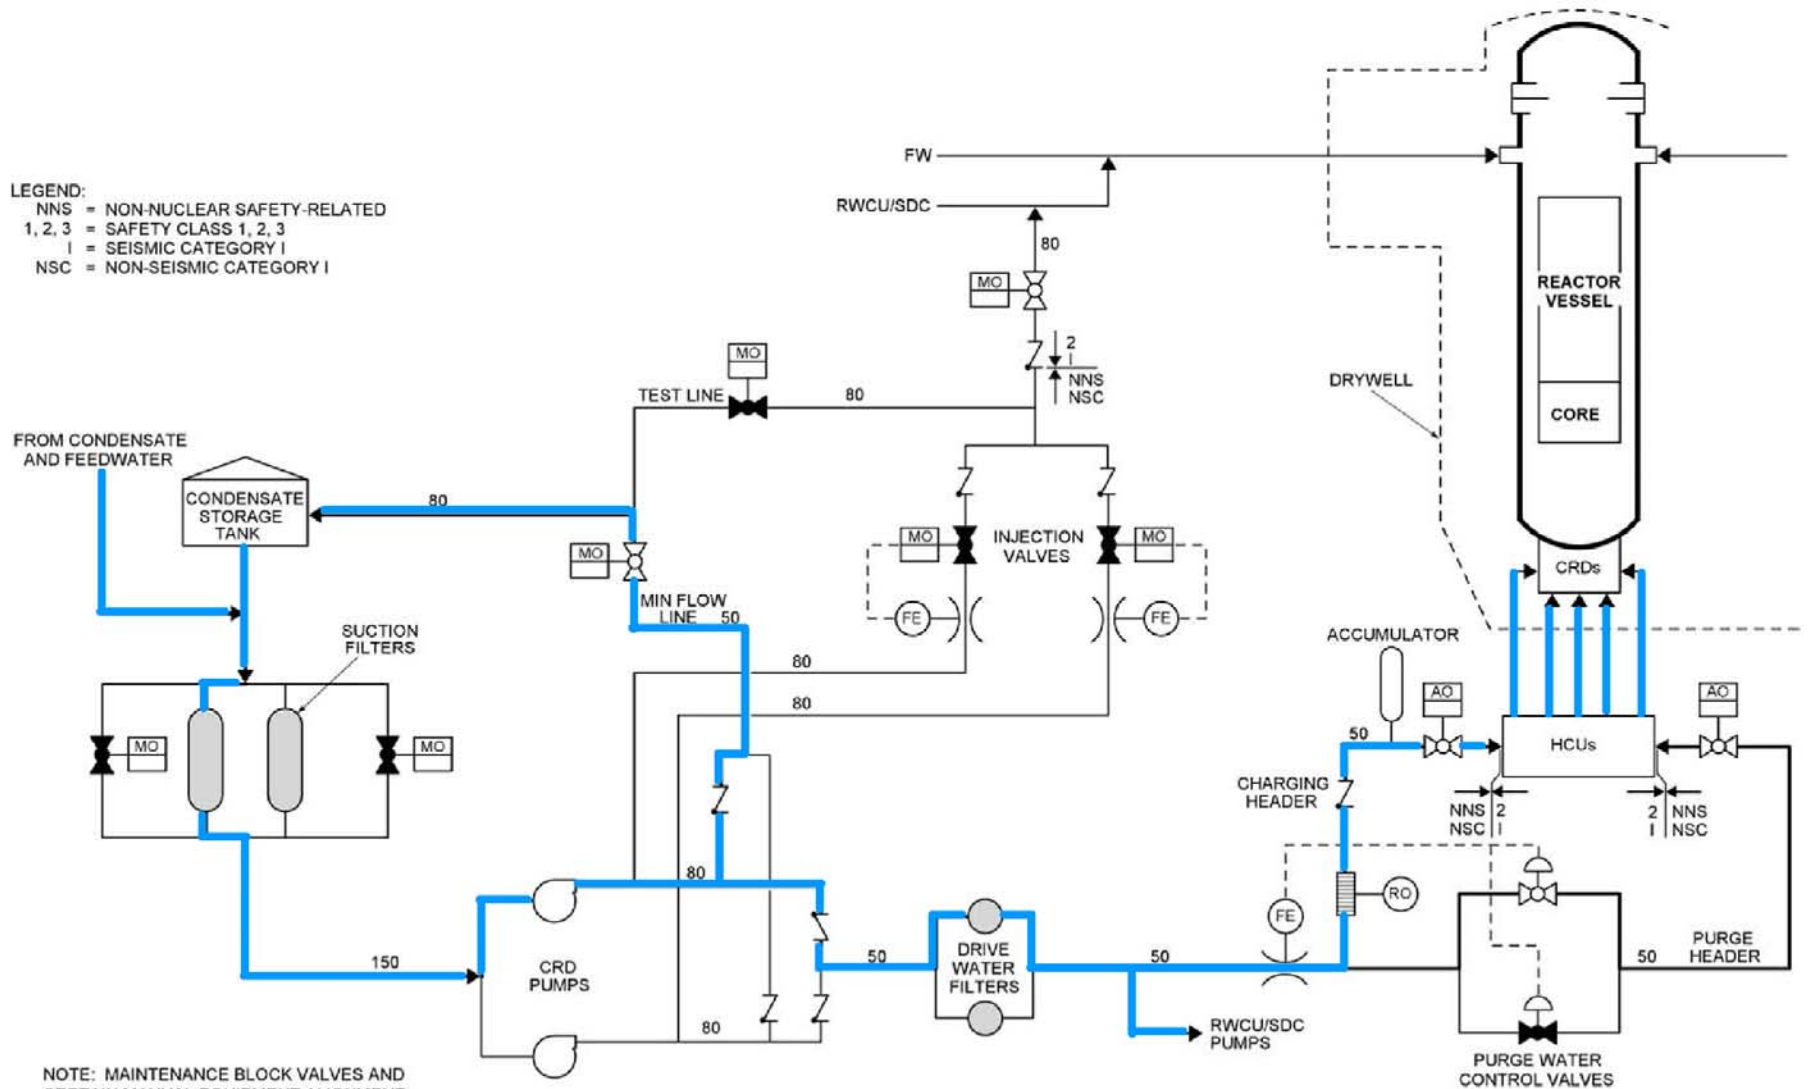 LEGEND:
NNS = NON-NUCLEAR SAFETY-RELATED
1, 2, 3 = SAFETY CLASS 1, 2, 3
I = SEISMIC CATEGORY I
NSC = NON-SEISMIC CATEGORY I
FW
RWCU/SDC
80
MO
2
I
NNS
NSC
MO
TEST LINE
80
DRYWELL
REACTOR
VESSEL
CORE
FROM CONDENSATE
AND FEEDWATER
CONDENSATE
STORAGE
TANK
80
MO
MIN FLOW
LINE 50
MO
INJECTION
VALVES
MO
FE
FE
CRDs
SUCTION
FILTERS
80
80
ACCUMULATOR
AO
AO
MO
MO
50
HCUs
CHARGING
HEADER
NNS
NSC
2
I
2
I
NNS
NSC
80
RO
FE
150
CRD
PUMPS
50
DRIVE
WATER
FILTERS
50
50
PURGE
HEADER
80
RWCU/SDC
PUMPS
PURGE WATER
CONTROL VALVES
NOTE: MAINTENANCE BLOCK VALVES AND